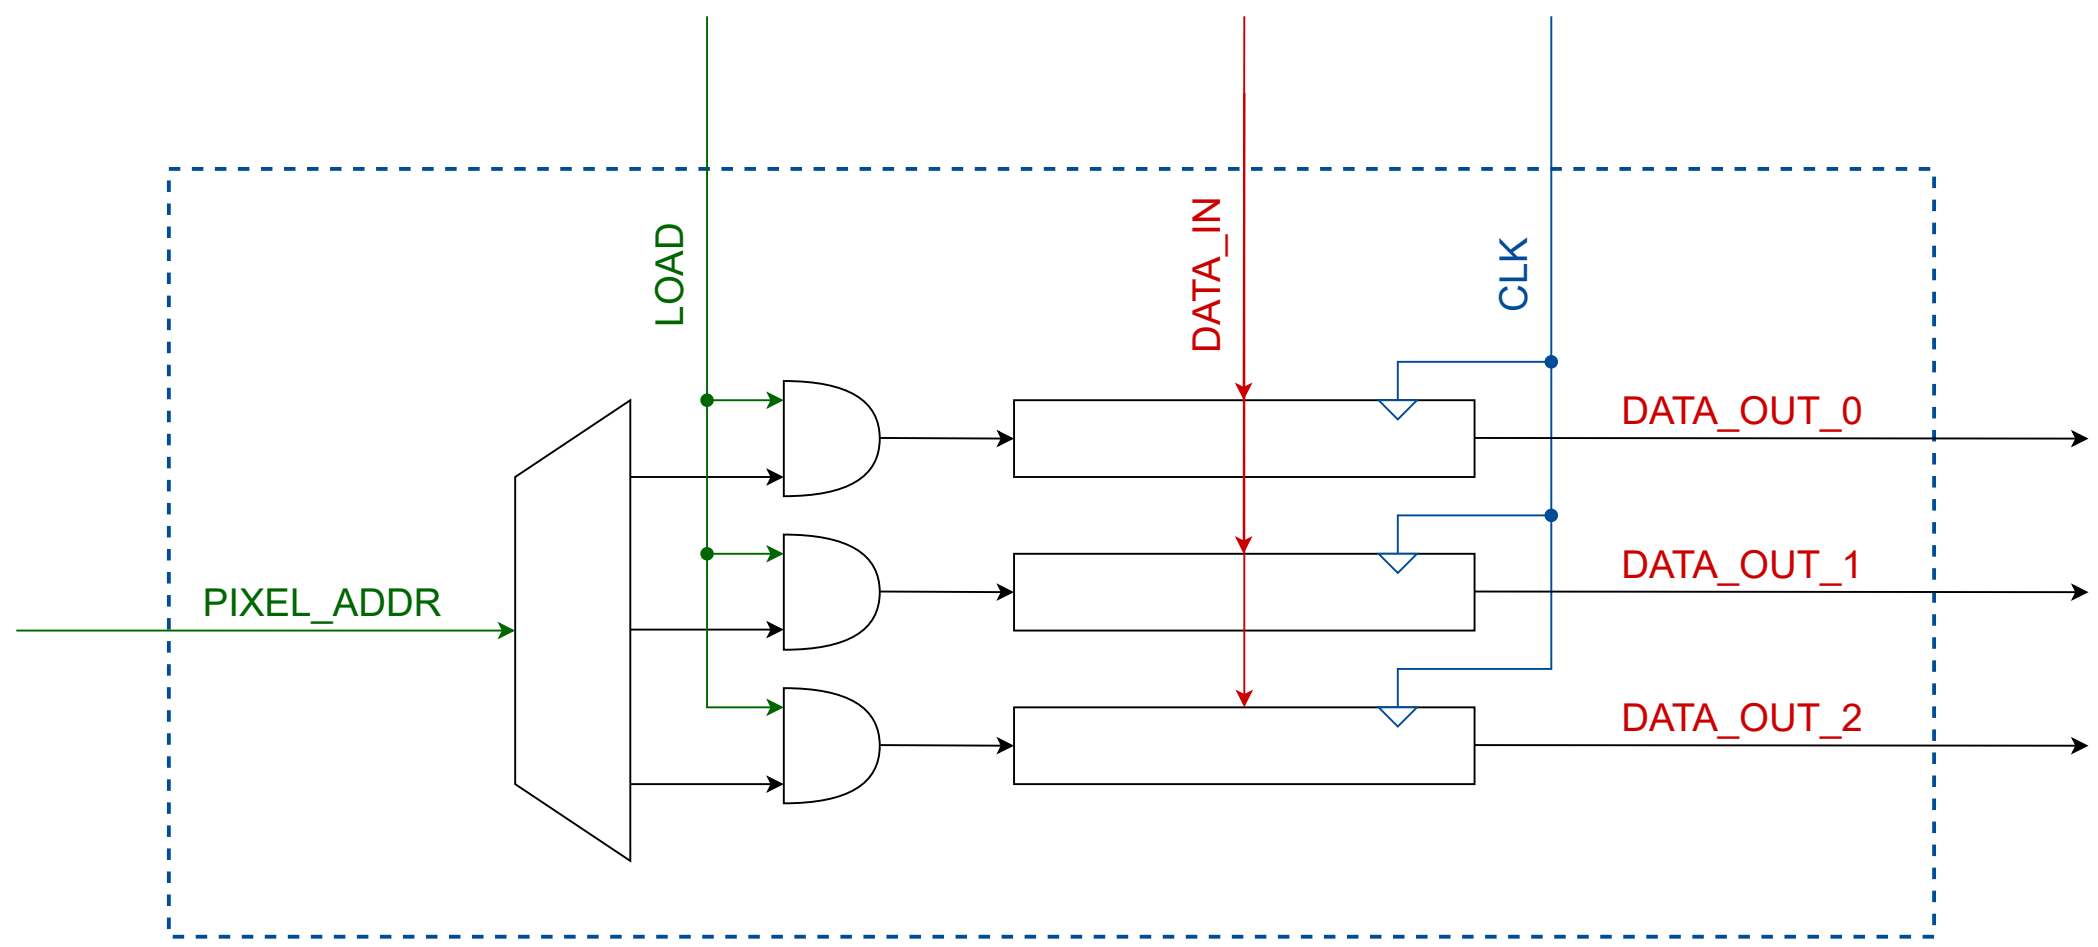 LOAD
DATA_IN
CLK
DATA_OUT_0
DATA_OUT_1
PIXEL_ADDR
DATA_OUT_2